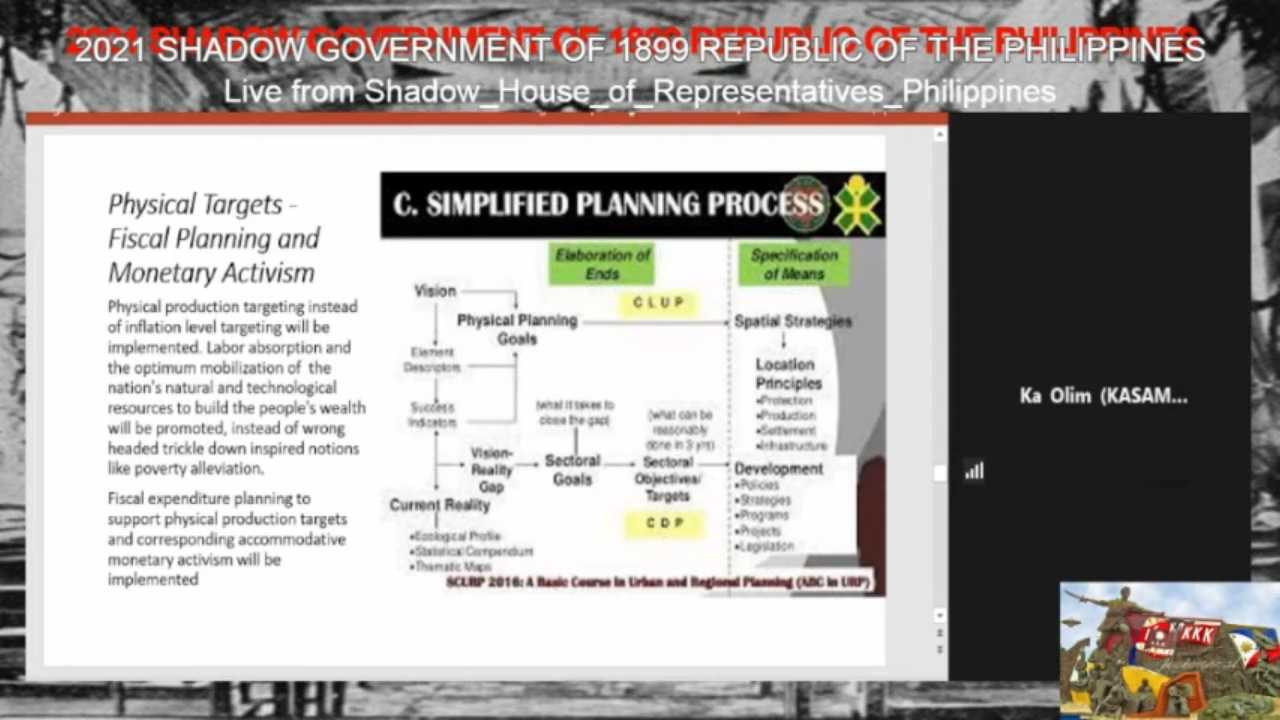 2021 SHADOW GOVERNMENT OF 1899 REPUBLIC OF THE PHILIPPINES
Live from Shadow_House_of_Representatives_Philippines
Physical Targets -
Fiscal Planning and
Monetary Activism
Physical production targeting instead
of inflation level targeting will be
implemented. Labor absorption and
the optimum mobilization of the
nation's natural and technological
resources to build the people's wealth
will be promoted, instead of wrong
headed trickle down inspired notions
like poverty alleviation.
Fiscal expenditure planning to
support physical production targets
and corresponding accommodative
monetary activism will be
implemented
C. SIMPLIFIED PLANNING PROCESS
Elaboration of
Ends
Specification
of Means
CLUP
Vision
Physical Planning
Goals
Element
Descriptors
Success
Indicators
Vision-
Reality
Gap
Current Reality
•Ecological Profile
•Statistical Compendium
•Thematic Maps
(what it takes to
close the gap)
Sectoral
Goals
(what can be
reasonably
done in 3 yrs)
Sectoral
Objectives/
Targets
CDP
Spatial Strategies
Location
Principles
•Protection
•Production
•Settlement
•Infrastructure
Development
•Policies
•Strategies
•Programs
•Projects
•Legislation
SCURP 2016: A Basic Course in Urban and Regional Planning (ABC in URP)
Ka Olim (KASAM...
KKK